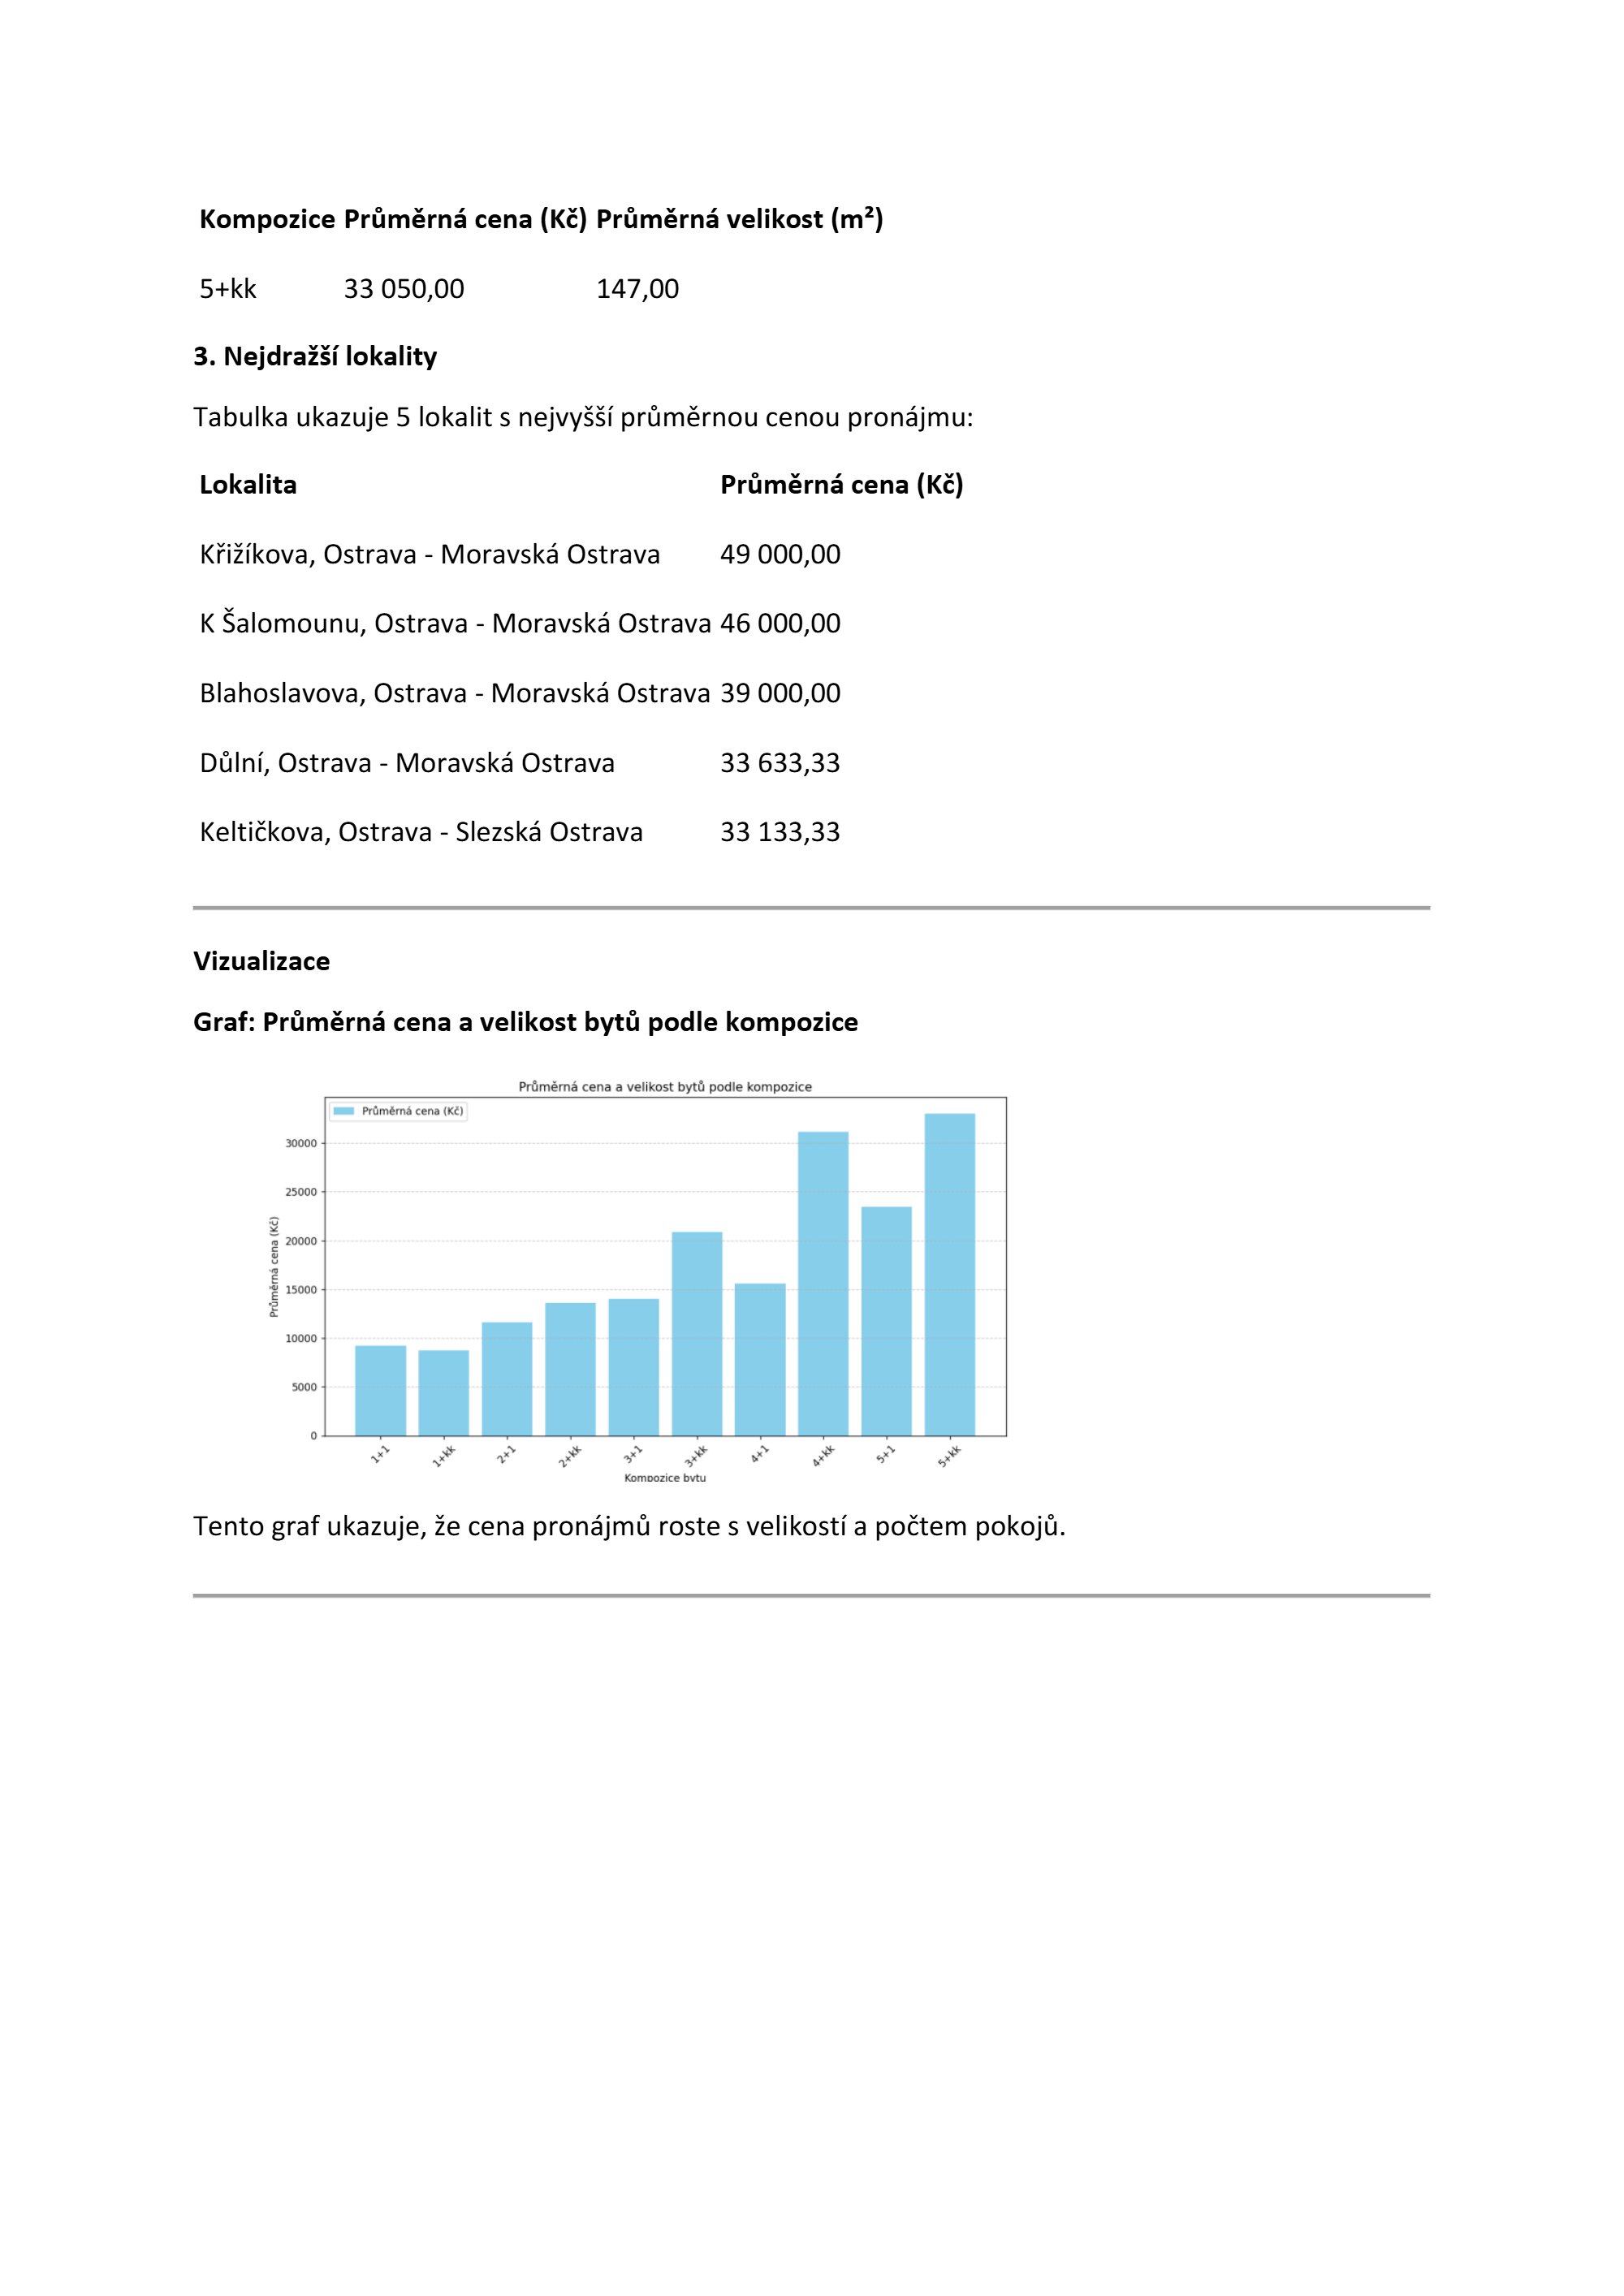 Kompozice Průměrná cena (Kč) Průměrná velikost (m²)
5+kk 33 050,00 147,00
3. Nejdražší lokality
Tabulka ukazuje 5 lokalit s nejvyšší průměrnou cenou pronájmu:
Lokalita Průměrná cena (Kč)
Křižíkova, Ostrava - Moravská Ostrava 49 000,00
K Šalomounu, Ostrava - Moravská Ostrava 46 000,00
Blahoslavova, Ostrava - Moravská Ostrava 39 000,00
Důlní, Ostrava - Moravská Ostrava 33 633,33
Keltičkova, Ostrava - Slezská Ostrava 33 133,33
Vizualizace
Graf: Průměrná cena a velikost bytů podle kompozice
Průměrná cena a velikost bytů podle kompozice
Průměrná cena (Kč)
Průměrná cena (Kč)
30000
25000
20000
15000
10000
5000
0
1+1 1+kk 2+1 2+kk 3+1 3+kk 4+1 4+kk 5+1 5+kk
Kompozice bytu
Tento graf ukazuje, že cena pronájmů roste s velikostí a počtem pokojů.